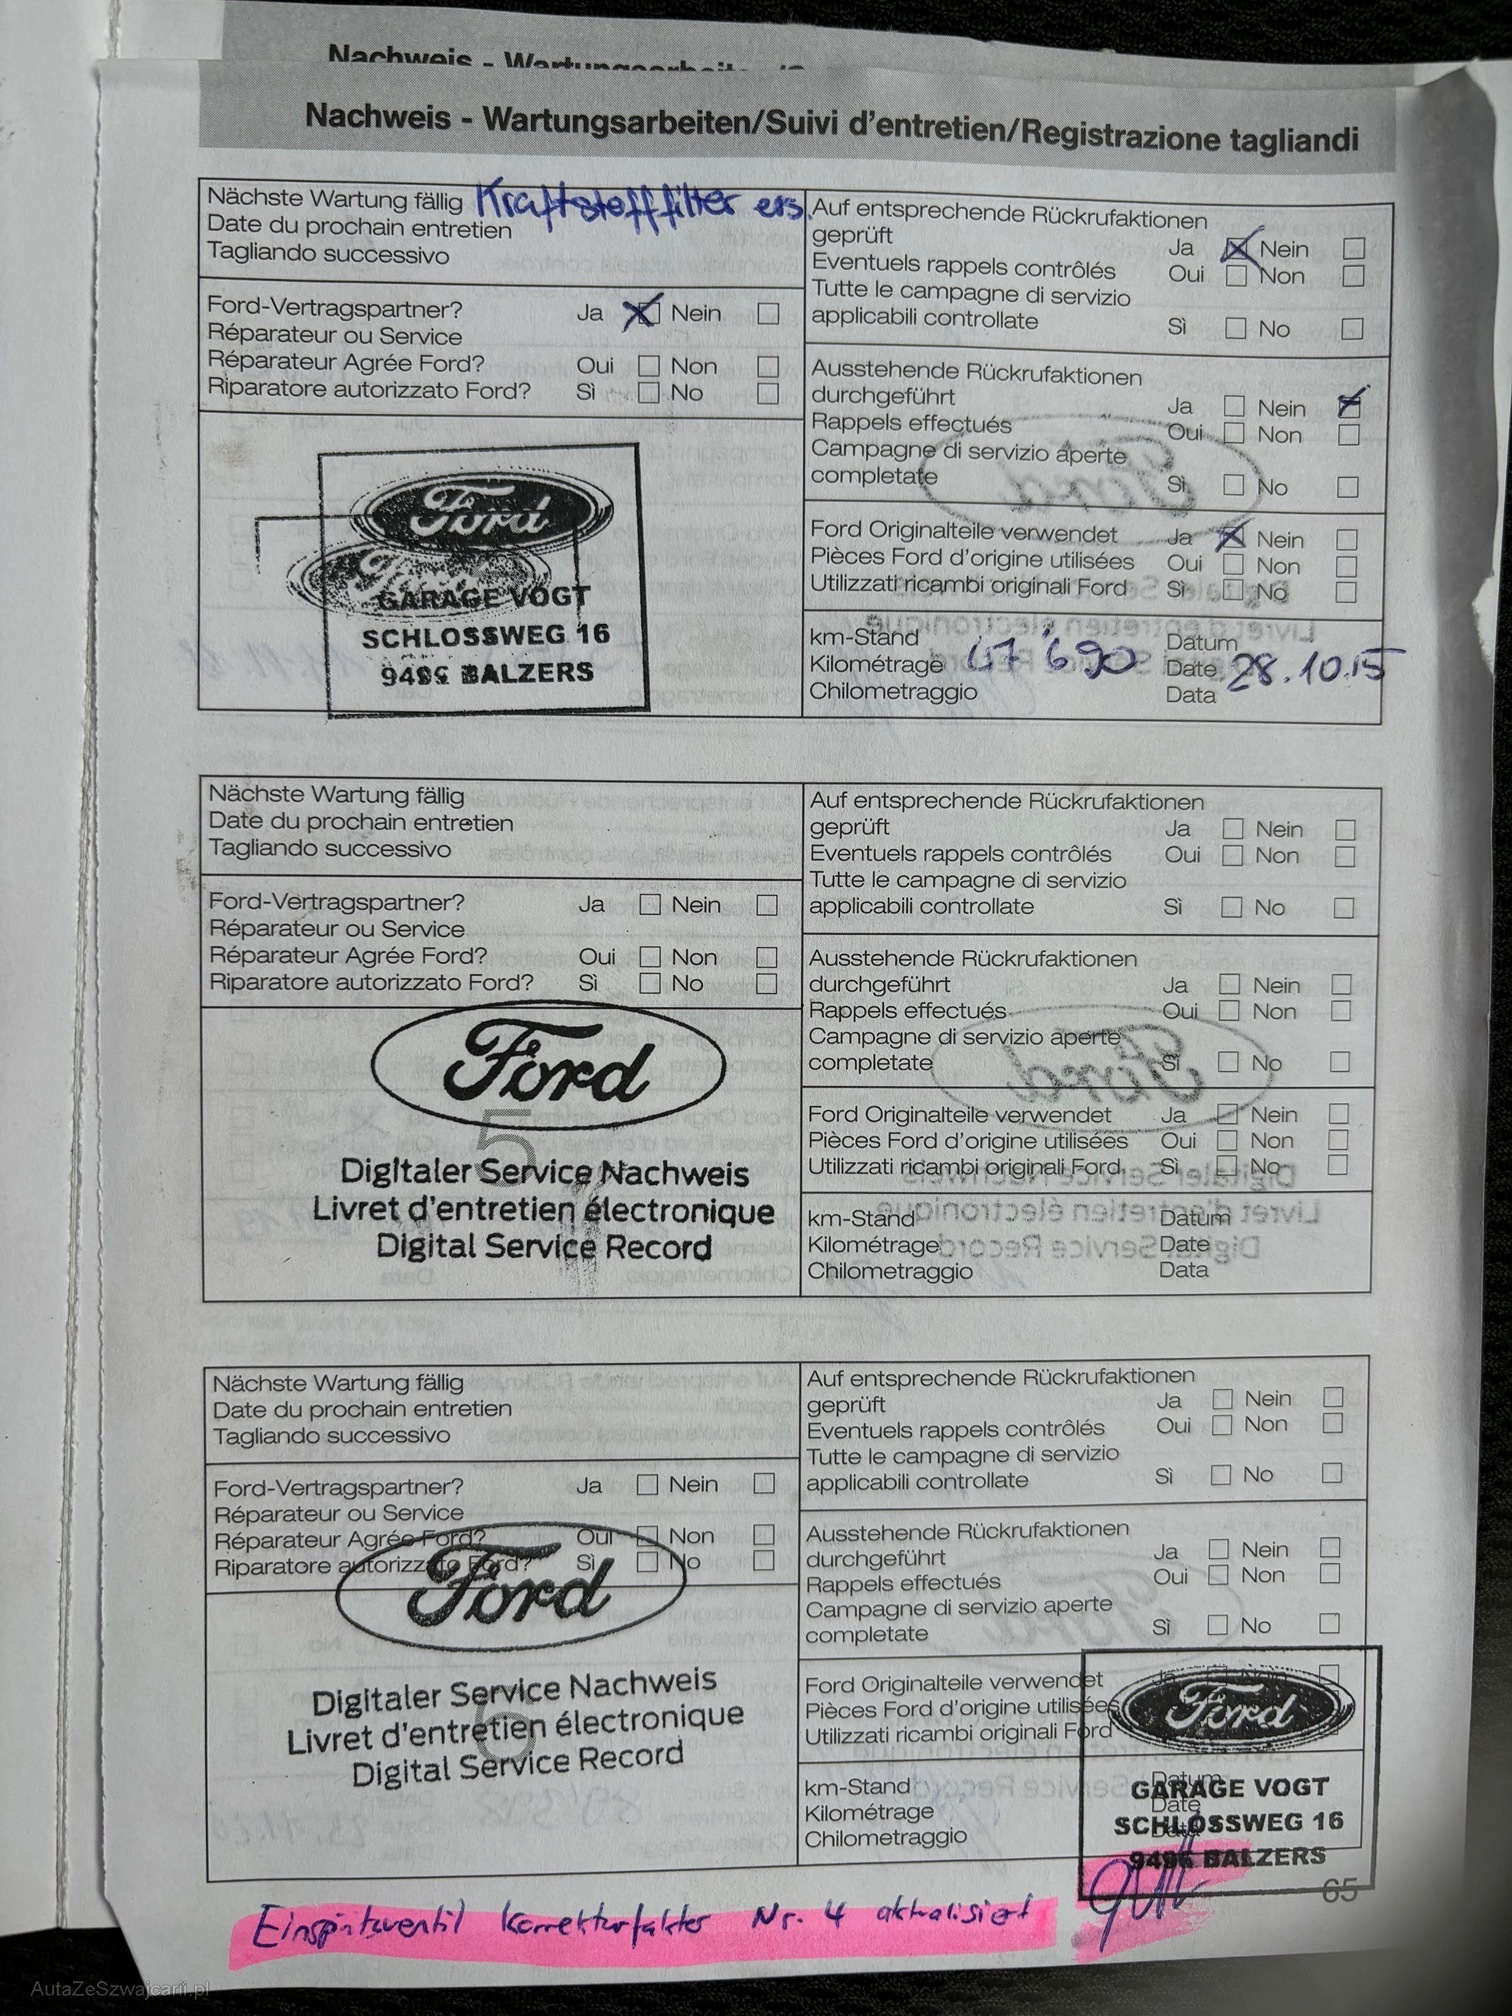 Nachweis - Wartungsarbeiten
Nachweis - Wartungsarbeiten/Suivi d'entretien/Registrazione tagliandi
Nächste Wartung fällig Kraftstofffilter ers.
Date du prochain entretien
Tagliando successivo
Ford-Vertragspartner? Ja Nein
Réparateur ou Service
Réparateur Agrée Ford? Oui Non
Riparatore autorizzato Ford? Sì No
Ford
Ford
GARAGE VOGT
SCHLOSSWEG 16
BALZERS
Auf entsprechende Rückrufaktionen
geprüft Ja Nein
Eventuels rappels contrôlés Oui Non
Tutte le campagne di servizio
applicabili controllate Sì No
Ausstehende Rückrufaktionen
durchgeführt Ja Nein
Rappels effectués Oui Non
Campagne di servizio aperte
completate Sì No
Ford Originalteile verwendet Ja Nein
Pièces Ford d'origine utilisées Oui Non
Utilizzati ricambi originali Ford Sì No
km-Stand Datum
Kilométrage 47'690 Date 28.10.15
Chilometraggio Data
Nächste Wartung fällig
Date du prochain entretien
Tagliando successivo
Ford-Vertragspartner? Ja Nein
Réparateur ou Service
Réparateur Agrée Ford? Oui Non
Riparatore autorizzato Ford? Sì No
Ford
5
Digitaler Service Nachweis
Livret d'entretien électronique
Digital Service Record
Auf entsprechende Rückrufaktionen
geprüft Ja Nein
Eventuels rappels contrôlés Oui Non
Tutte le campagne di servizio
applicabili controllate Sì No
Ausstehende Rückrufaktionen
durchgeführt Ja Nein
Rappels effectués Oui Non
Campagne di servizio aperte
completate Sì No
Ford Originalteile verwendet Ja Nein
Pièces Ford d'origine utilisées Oui Non
Utilizzati ricambi originali Ford Sì No
km-Stand Datum
Kilométrage Date
Chilometraggio Data
Nächste Wartung fällig
Date du prochain entretien
Tagliando successivo
Ford-Vertragspartner? Ja Nein
Réparateur ou Service
Réparateur Agrée Ford? Oui Non
Riparatore autorizzato Ford? Sì No
Ford
Digitaler Service Nachweis
6
Livret d'entretien électronique
Digital Service Record
Auf entsprechende Rückrufaktionen
geprüft Ja Nein
Eventuels rappels contrôlés Oui Non
Tutte le campagne di servizio
applicabili controllate Sì No
Ausstehende Rückrufaktionen
durchgeführt Ja Nein
Rappels effectués Oui Non
Campagne di servizio aperte
completate Sì No
Ford Originalteile verwendet Ja Nein
Pièces Ford d'origine utilisées
Utilizzati ricambi originali Ford
Ford
km-Stand Datum
Kilométrage Date
Chilometraggio Data
GARAGE VOGT
SCHLOSSWEG 16
BALZERS
65
Einspritzventil Korrekturfaktor Nr. 4 aktualisiert
AutaZeSzwajcarii.pl